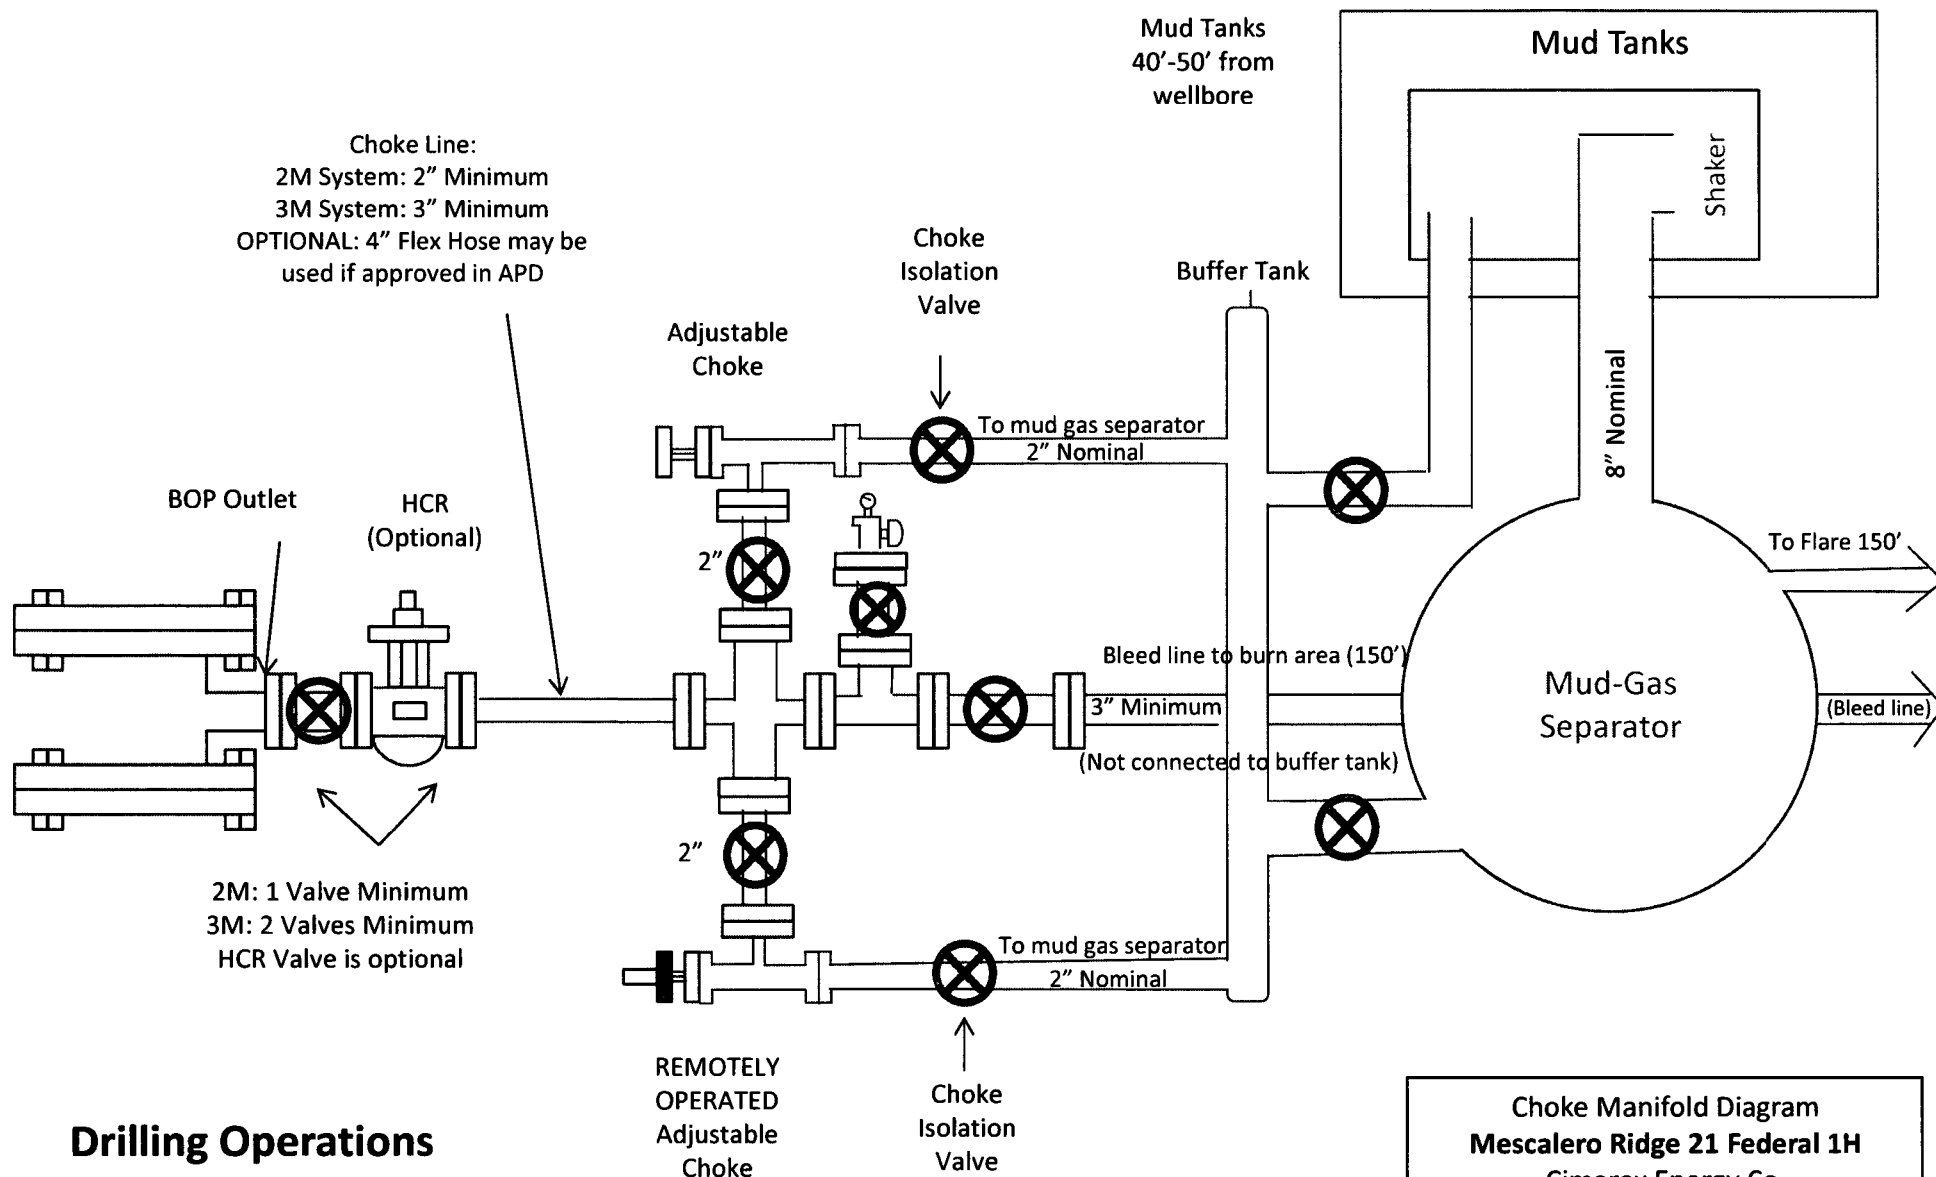 Mud Tanks
40'-50' from
wellbore
Mud Tanks
Shaker
Choke Line:
2M System: 2" Minimum
3M System: 3" Minimum
OPTIONAL: 4" Flex Hose may be
used if approved in APD
Choke
Isolation
Valve
Buffer Tank
Adjustable
Choke
8" Nominal
To mud gas separator
2" Nominal
BOP Outlet
HCR
(Optional)
2"
To Flare 150'
Bleed line to burn area (150')
3" Minimum
(Not connected to buffer tank)
Mud-Gas
Separator
(Bleed line)
2"
2M: 1 Valve Minimum
3M: 2 Valves Minimum
HCR Valve is optional
To mud gas separator
2" Nominal
REMOTELY
OPERATED
Adjustable
Choke
Choke
Isolation
Valve
Drilling Operations
Choke Manifold Diagram
Mescalero Ridge 21 Federal 1H